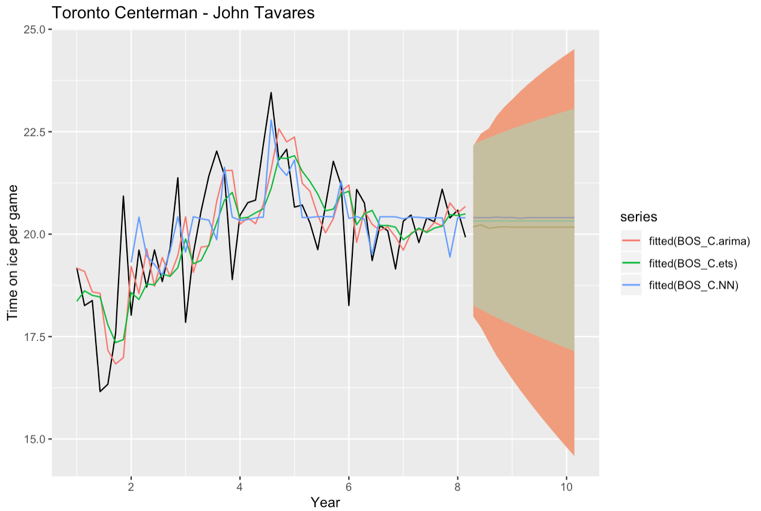 Toronto Centerman - John Tavares
25.0
22.5
20.0
17.5
15.0
Time on ice per game
2 4 6 8 10
Year
series
fitted(BOS_C.arima)
fitted(BOS_C.ets)
fitted(BOS_C.NN)